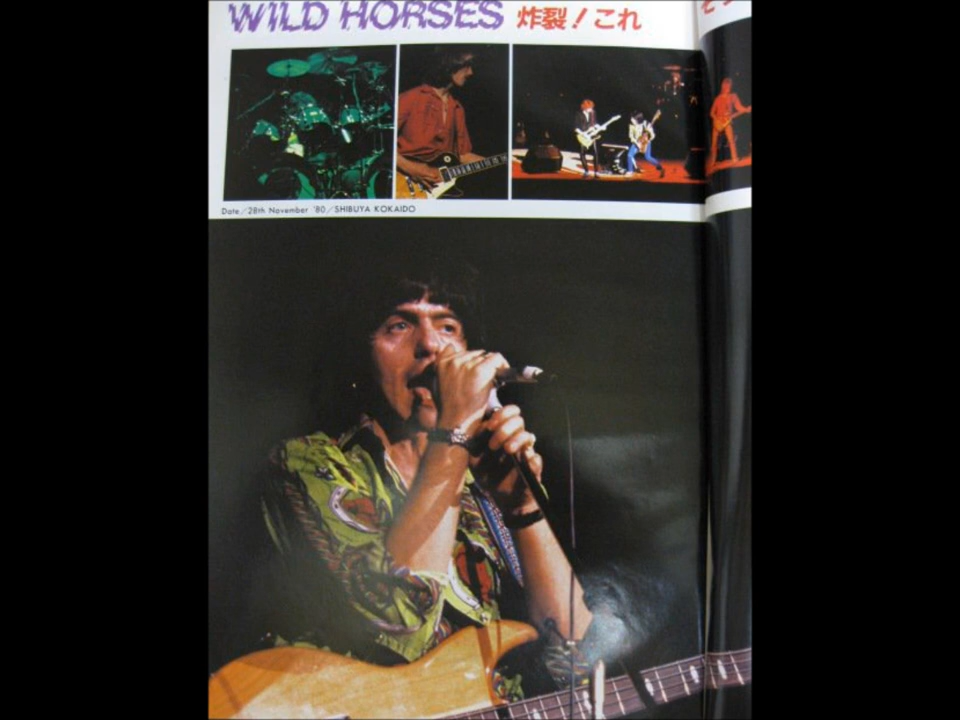 WILD HORSES 炸裂！これ
Date／28th November '80／SHIBUYA KOKAIDO